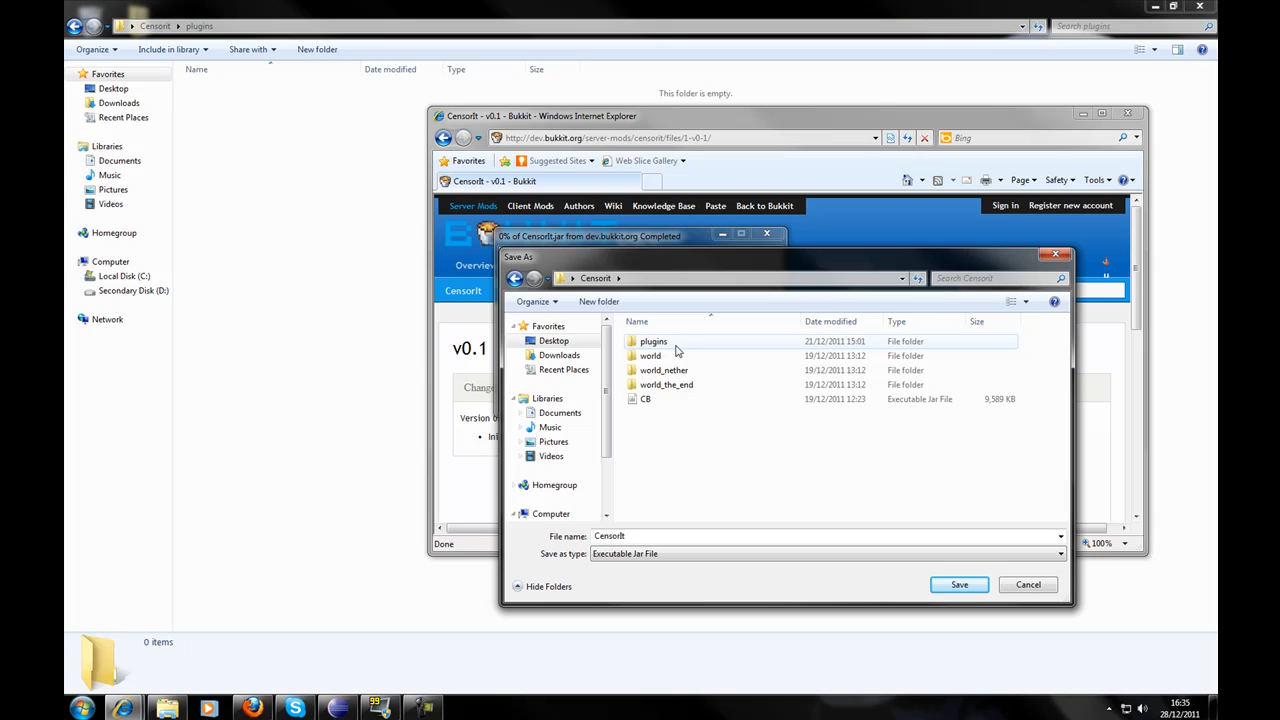 Censorit ▸ plugins
Search plugins
Organize
Include in library
Share with
New folder
Name
Date modified
Type
Size
This folder is empty.
Favorites
Desktop
Downloads
Recent Places
Libraries
Documents
Music
Pictures
Videos
Homegroup
Computer
Local Disk (C:)
Secondary Disk (D:)
Network
CensorIt - v0.1 - Bukkit - Windows Internet Explorer
http://dev.bukkit.org/server-mods/censorit/files/1-v0-1/
Bing
Favorites
Suggested Sites
Web Slice Gallery
CensorIt - v0.1 - Bukkit
Page
Safety
Tools
Server Mods
Client Mods
Authors
Wiki
Knowledge Base
Paste
Back to Bukkit
Sign in
Register new account
0% of CensorIt.jar from dev.bukkit.org Completed
Overview
CensorIt
v0.1
Change
Version 0
Ini
Done
100%
Save As
Censorit ▸
Search Censorit
Organize
New folder
Name
Date modified
Type
Size
Favorites
Desktop
Downloads
Recent Places
Libraries
Documents
Music
Pictures
Videos
Homegroup
Computer
plugins 21/12/2011 15:01 File folder
world 19/12/2011 13:12 File folder
world_nether 19/12/2011 13:12 File folder
world_the_end 19/12/2011 13:12 File folder
CB 19/12/2011 12:23 Executable Jar File 9,589 KB
File name: CensorIt
Save as type: Executable Jar File
Hide Folders
Save
Cancel
0 items
99
16:35
28/12/2011